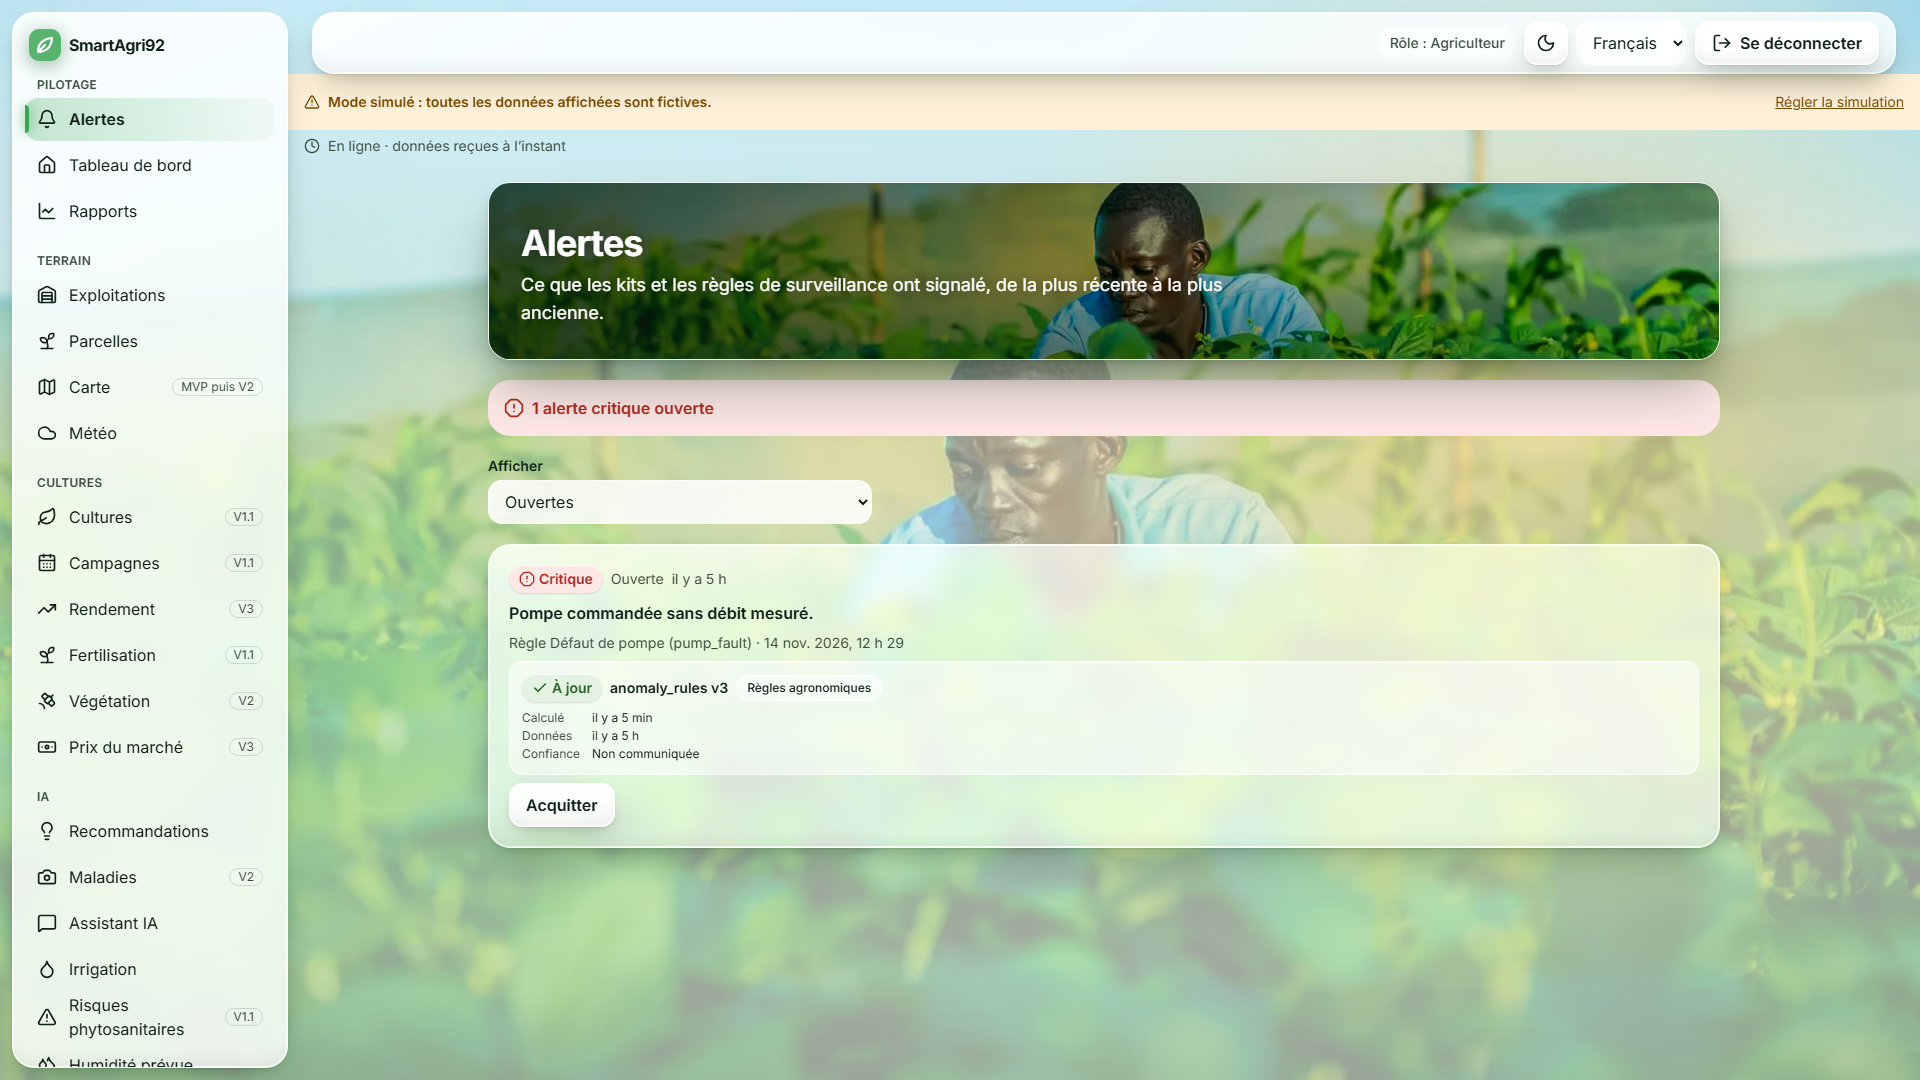 SmartAgri92
PILOTAGE
Alertes
Tableau de bord
Rapports
TERRAIN
Exploitations
Parcelles
Carte MVP puis V2
Météo
CULTURES
Cultures V1.1
Campagnes V1.1
Rendement V3
Fertilisation V1.1
Végétation V2
Prix du marché V3
IA
Recommandations
Maladies V2
Assistant IA
Irrigation
Risques phytosanitaires V1.1
Humidité prévue
Rôle : Agriculteur
Français
Se déconnecter
Mode simulé : toutes les données affichées sont fictives.
Régler la simulation
En ligne · données reçues à l’instant
Alertes
Ce que les kits et les règles de surveillance ont signalé, de la plus récente à la plus
ancienne.
1 alerte critique ouverte
Afficher
Ouvertes
Critique Ouverte il y a 5 h
Pompe commandée sans débit mesuré.
Règle Défaut de pompe (pump_fault) · 14 nov. 2026, 12 h 29
À jour anomaly_rules v3 Règles agronomiques
Calculé il y a 5 min
Données il y a 5 h
Confiance Non communiquée
Acquitter